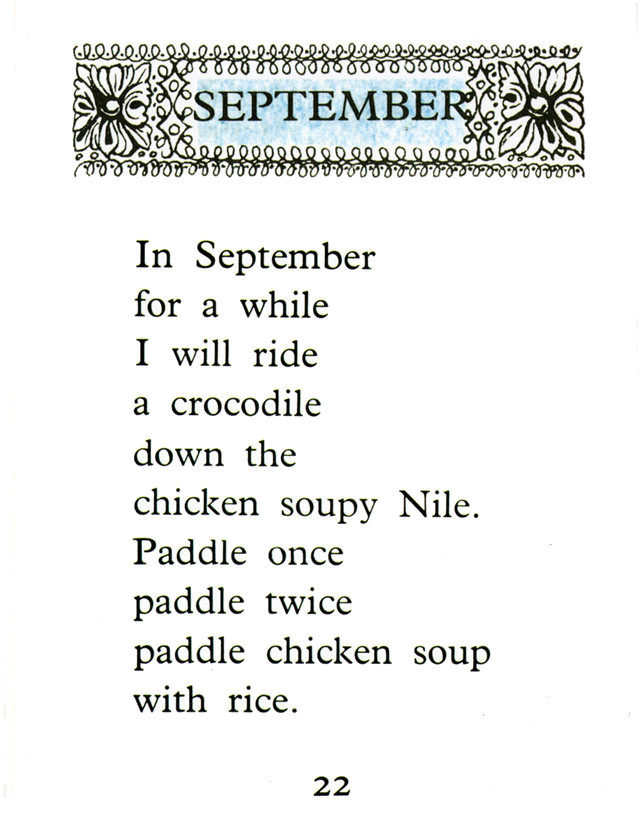 SEPTEMBER
In September
for a while
I will ride
a crocodile
down the
chicken soupy Nile.
Paddle once
paddle twice
paddle chicken soup
with rice.
22